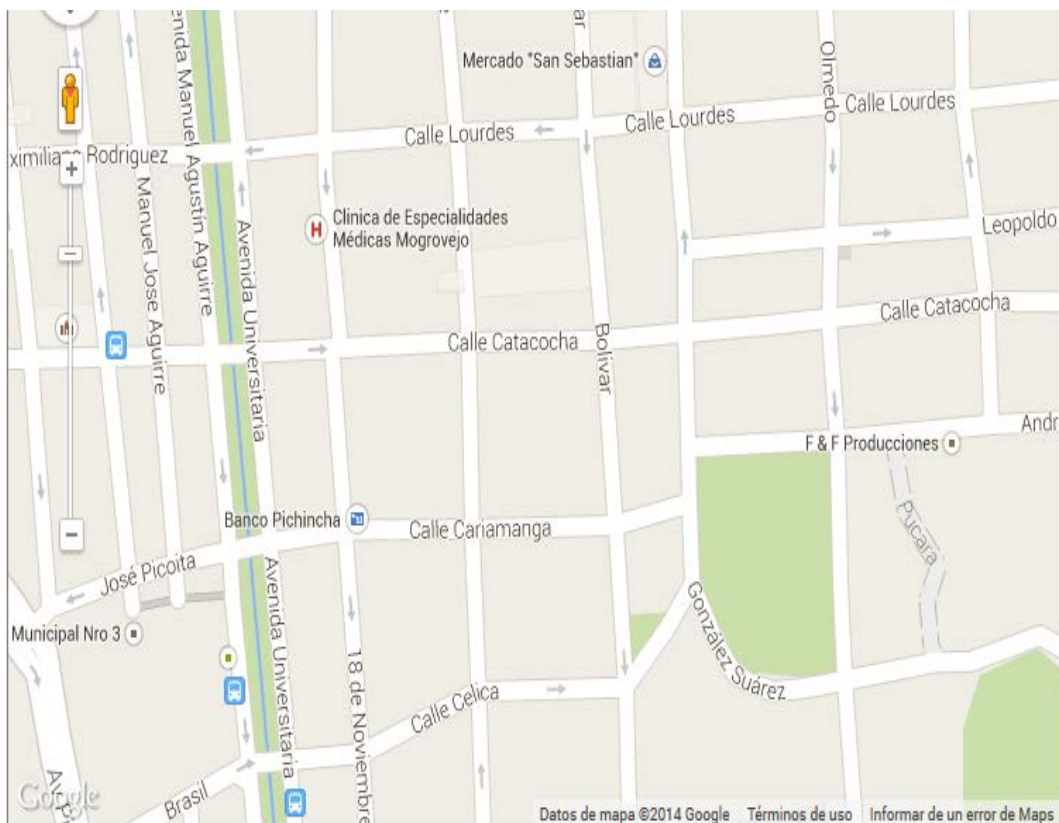 enida Manuel Agustín Aguirre
ar
Mercado "San Sebastian"
Olmedo
Calle Lourdes
Calle Lourdes
Calle Lourdes
ximiliano Rodriguez
Manuel Jose Aguirre
Avenida Universitaria
Clinica de Especialidades
Médicas Mogrovejo
Leopoldo
Calle Catacocha
Calle Catacocha
Bolivar
Andr
F & F Producciones
Pucara
Banco Pichincha
Calle Cariamanga
José Picoita
Municipal Nro 3
Avenida Universitaria
18 de Noviembre
González Suárez
Calle Celica
Brasil
Google
Datos de mapa ©2014 Google Términos de uso Informar de un error de Maps